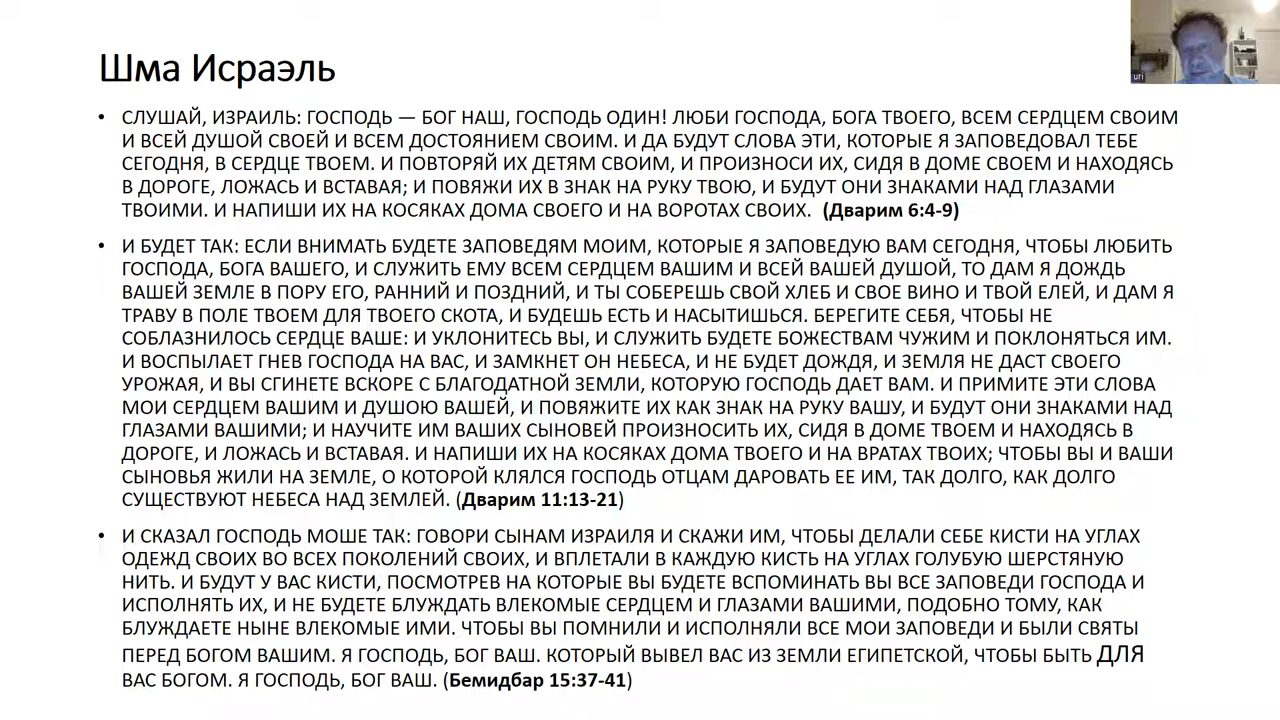 Шма Исраэль
uri
• СЛУШАЙ, ИЗРАИЛЬ: ГОСПОДЬ — БОГ НАШ, ГОСПОДЬ ОДИН! ЛЮБИ ГОСПОДА, БОГА ТВОЕГО, ВСЕМ СЕРДЦЕМ СВОИМ
И ВСЕЙ ДУШОЙ СВОЕЙ И ВСЕМ ДОСТОЯНИЕМ СВОИМ. И ДА БУДУТ СЛОВА ЭТИ, КОТОРЫЕ Я ЗАПОВЕДОВАЛ ТЕБЕ
СЕГОДНЯ, В СЕРДЦЕ ТВОЕМ. И ПОВТОРЯЙ ИХ ДЕТЯМ СВОИМ, И ПРОИЗНОСИ ИХ, СИДЯ В ДОМЕ СВОЕМ И НАХОДЯСЬ
В ДОРОГЕ, ЛОЖАСЬ И ВСТАВАЯ; И ПОВЯЖИ ИХ В ЗНАК НА РУКУ ТВОЮ, И БУДУТ ОНИ ЗНАКАМИ НАД ГЛАЗАМИ
ТВОИМИ. И НАПИШИ ИХ НА КОСЯКАХ ДОМА СВОЕГО И НА ВОРОТАХ СВОИХ. (Дварим 6:4-9)
• И БУДЕТ ТАК: ЕСЛИ ВНИМАТЬ БУДЕТЕ ЗАПОВЕДЯМ МОИМ, КОТОРЫЕ Я ЗАПОВЕДУЮ ВАМ СЕГОДНЯ, ЧТОБЫ ЛЮБИТЬ
ГОСПОДА, БОГА ВАШЕГО, И СЛУЖИТЬ ЕМУ ВСЕМ СЕРДЦЕМ ВАШИМ И ВСЕЙ ВАШЕЙ ДУШОЙ, ТО ДАМ Я ДОЖДЬ
ВАШЕЙ ЗЕМЛЕ В ПОРУ ЕГО, РАННИЙ И ПОЗДНИЙ, И ТЫ СОБЕРЕШЬ СВОЙ ХЛЕБ И СВОЕ ВИНО И ТВОЙ ЕЛЕЙ, И ДАМ Я
ТРАВУ В ПОЛЕ ТВОЕМ ДЛЯ ТВОЕГО СКОТА, И БУДЕШЬ ЕСТЬ И НАСЫТИШЬСЯ. БЕРЕГИТЕ СЕБЯ, ЧТОБЫ НЕ
СОБЛАЗНИЛОСЬ СЕРДЦЕ ВАШЕ: И УКЛОНИТЕСЬ ВЫ, И СЛУЖИТЬ БУДЕТЕ БОЖЕСТВАМ ЧУЖИМ И ПОКЛОНЯТЬСЯ ИМ.
И ВОСПЫЛАЕТ ГНЕВ ГОСПОДА НА ВАС, И ЗАМКНЕТ ОН НЕБЕСА, И НЕ БУДЕТ ДОЖДЯ, И ЗЕМЛЯ НЕ ДАСТ СВОЕГО
УРОЖАЯ, И ВЫ СГИНЕТЕ ВСКОРЕ С БЛАГОДАТНОЙ ЗЕМЛИ, КОТОРУЮ ГОСПОДЬ ДАЕТ ВАМ. И ПРИМИТЕ ЭТИ СЛОВА
МОИ СЕРДЦЕМ ВАШИМ И ДУШОЮ ВАШЕЙ, И ПОВЯЖИТЕ ИХ КАК ЗНАК НА РУКУ ВАШУ, И БУДУТ ОНИ ЗНАКАМИ НАД
ГЛАЗАМИ ВАШИМИ; И НАУЧИТЕ ИМ ВАШИХ СЫНОВЕЙ ПРОИЗНОСИТЬ ИХ, СИДЯ В ДОМЕ ТВОЕМ И НАХОДЯСЬ В
ДОРОГЕ, И ЛОЖАСЬ И ВСТАВАЯ. И НАПИШИ ИХ НА КОСЯКАХ ДОМА ТВОЕГО И НА ВРАТАХ ТВОИХ; ЧТОБЫ ВЫ И ВАШИ
СЫНОВЬЯ ЖИЛИ НА ЗЕМЛЕ, О КОТОРОЙ КЛЯЛСЯ ГОСПОДЬ ОТЦАМ ДАРОВАТЬ ЕЕ ИМ, ТАК ДОЛГО, КАК ДОЛГО
СУЩЕСТВУЮТ НЕБЕСА НАД ЗЕМЛЕЙ. (Дварим 11:13-21)
• И СКАЗАЛ ГОСПОДЬ МОШЕ ТАК: ГОВОРИ СЫНАМ ИЗРАИЛЯ И СКАЖИ ИМ, ЧТОБЫ ДЕЛАЛИ СЕБЕ КИСТИ НА УГЛАХ
ОДЕЖД СВОИХ ВО ВСЕХ ПОКОЛЕНИЙ СВОИХ, И ВПЛЕТАЛИ В КАЖДУЮ КИСТЬ НА УГЛАХ ГОЛУБУЮ ШЕРСТЯНУЮ
НИТЬ. И БУДУТ У ВАС КИСТИ, ПОСМОТРЕВ НА КОТОРЫЕ ВЫ БУДЕТЕ ВСПОМИНАТЬ ВЫ ВСЕ ЗАПОВЕДИ ГОСПОДА И
ИСПОЛНЯТЬ ИХ, И НЕ БУДЕТЕ БЛУЖДАТЬ ВЛЕКОМЫЕ СЕРДЦЕМ И ГЛАЗАМИ ВАШИМИ, ПОДОБНО ТОМУ, КАК
БЛУЖДАЕТЕ НЫНЕ ВЛЕКОМЫЕ ИМИ. ЧТОБЫ ВЫ ПОМНИЛИ И ИСПОЛНЯЛИ ВСЕ МОИ ЗАПОВЕДИ И БЫЛИ СВЯТЫ
ПЕРЕД БОГОМ ВАШИМ. Я ГОСПОДЬ, БОГ ВАШ. КОТОРЫЙ ВЫВЕЛ ВАС ИЗ ЗЕМЛИ ЕГИПЕТСКОЙ, ЧТОБЫ БЫТЬ ДЛЯ
ВАС БОГОМ. Я ГОСПОДЬ, БОГ ВАШ. (Бемидбар 15:37-41)